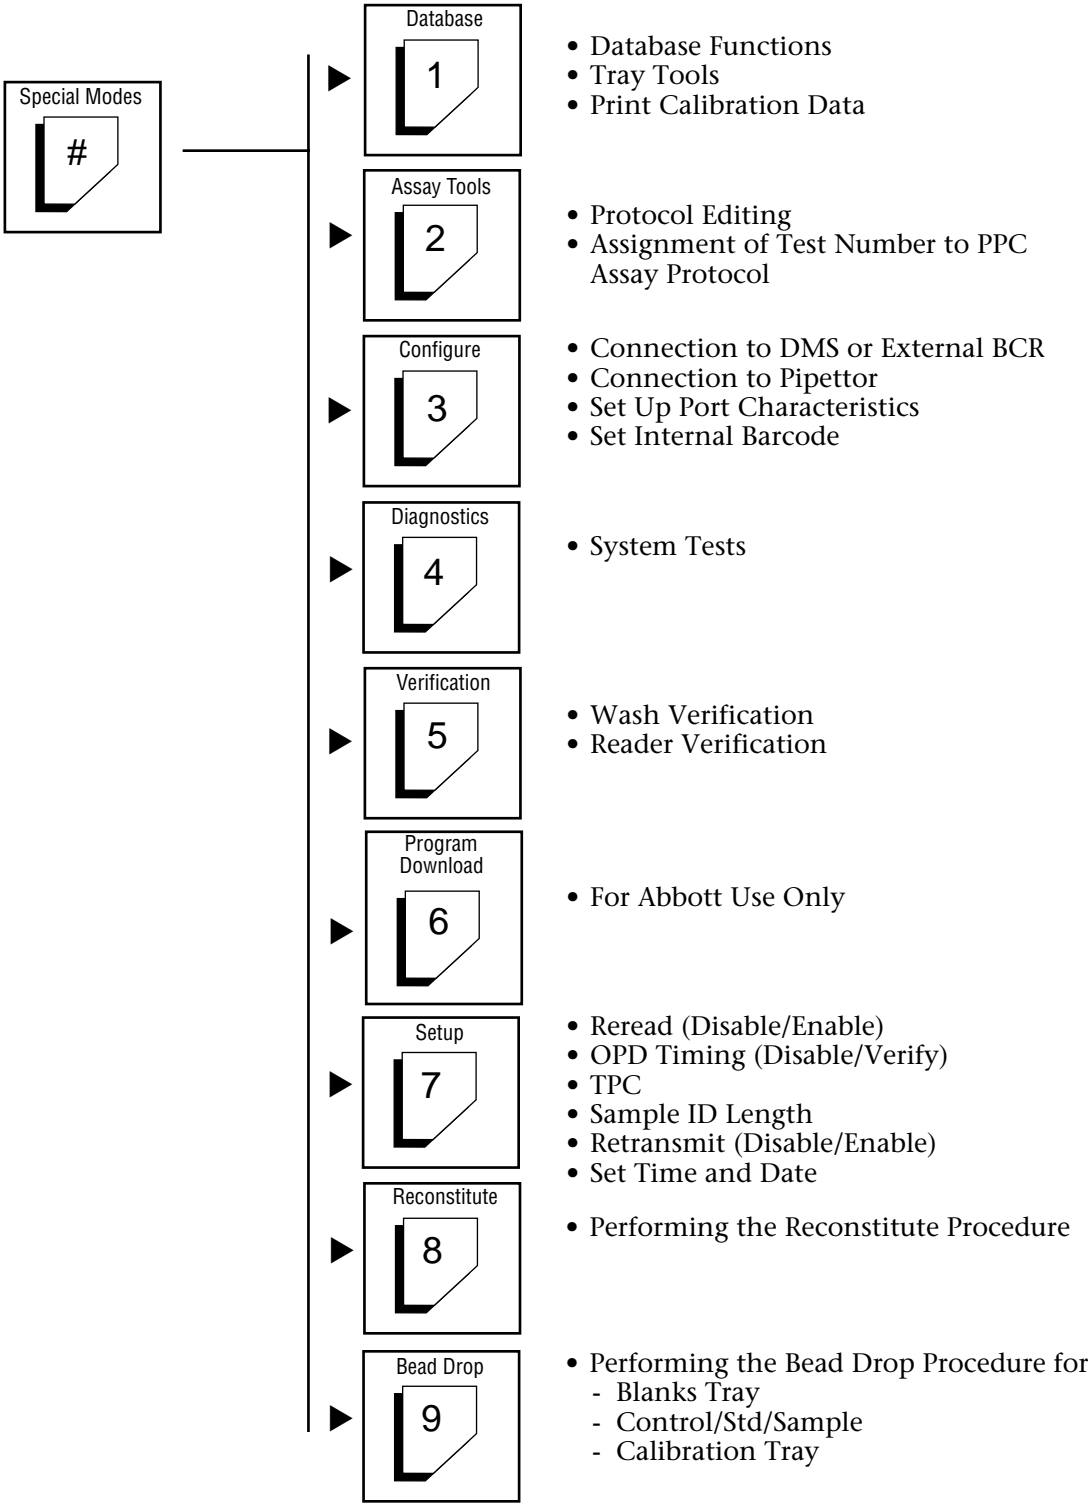 Special Modes
#
Database
1
• Database Functions
• Tray Tools
• Print Calibration Data
Assay Tools
2
• Protocol Editing
• Assignment of Test Number to PPC
Assay Protocol
Configure
3
• Connection to DMS or External BCR
• Connection to Pipettor
• Set Up Port Characteristics
• Set Internal Barcode
Diagnostics
4
• System Tests
Verification
5
• Wash Verification
• Reader Verification
Program
Download
6
• For Abbott Use Only
Setup
7
• Reread (Disable/Enable)
• OPD Timing (Disable/Verify)
• TPC
• Sample ID Length
• Retransmit (Disable/Enable)
• Set Time and Date
Reconstitute
8
• Performing the Reconstitute Procedure
Bead Drop
9
• Performing the Bead Drop Procedure for
- Blanks Tray
- Control/Std/Sample
- Calibration Tray